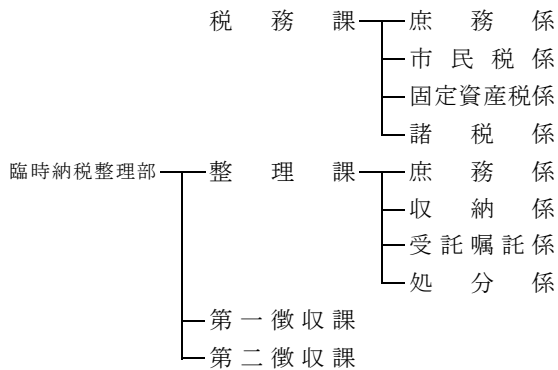 税務課 庶務係
市民税係
固定資産税係
諸税係
臨時納税整理部 整理課 庶務係
収納係
受託嘱託係
処分係
第一徴収課
第二徴収課